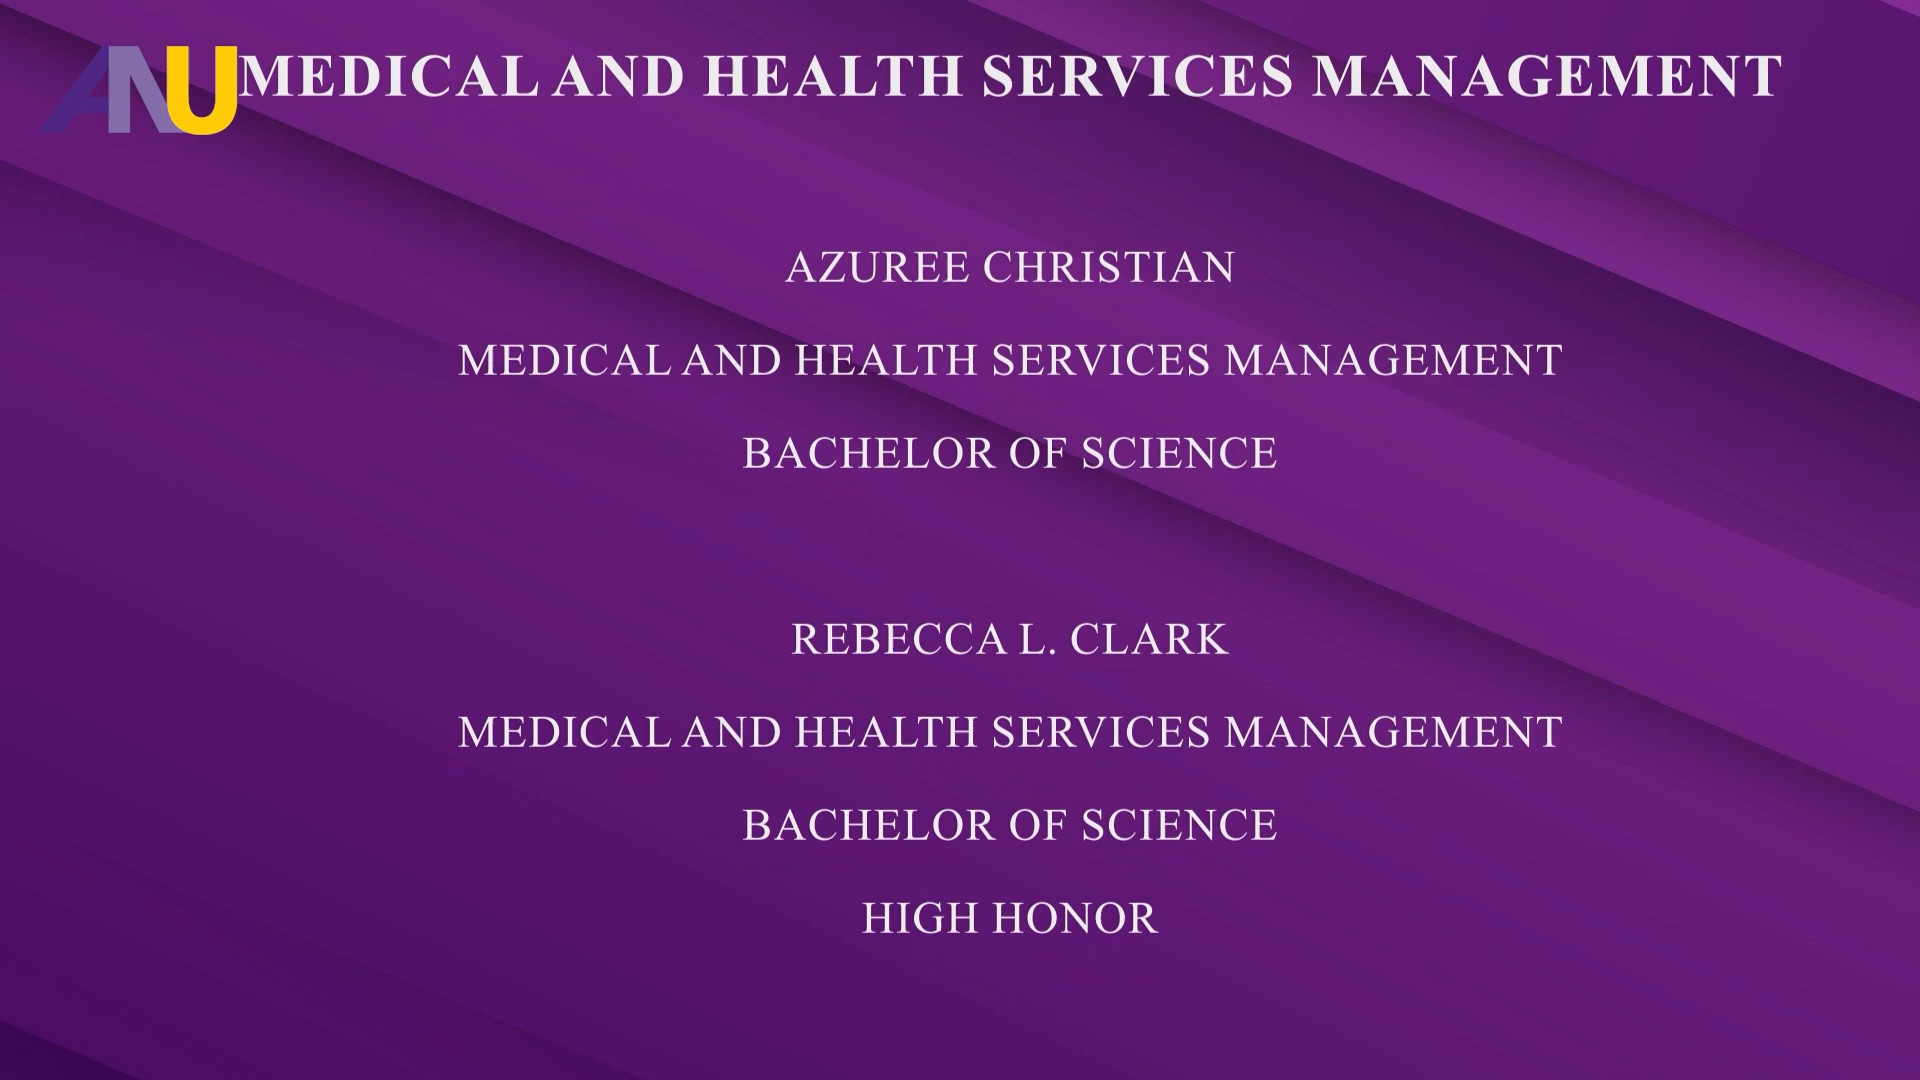 ANU
MEDICAL AND HEALTH SERVICES MANAGEMENT
AZUREE CHRISTIAN
MEDICAL AND HEALTH SERVICES MANAGEMENT
BACHELOR OF SCIENCE
REBECCA L. CLARK
MEDICAL AND HEALTH SERVICES MANAGEMENT
BACHELOR OF SCIENCE
HIGH HONOR